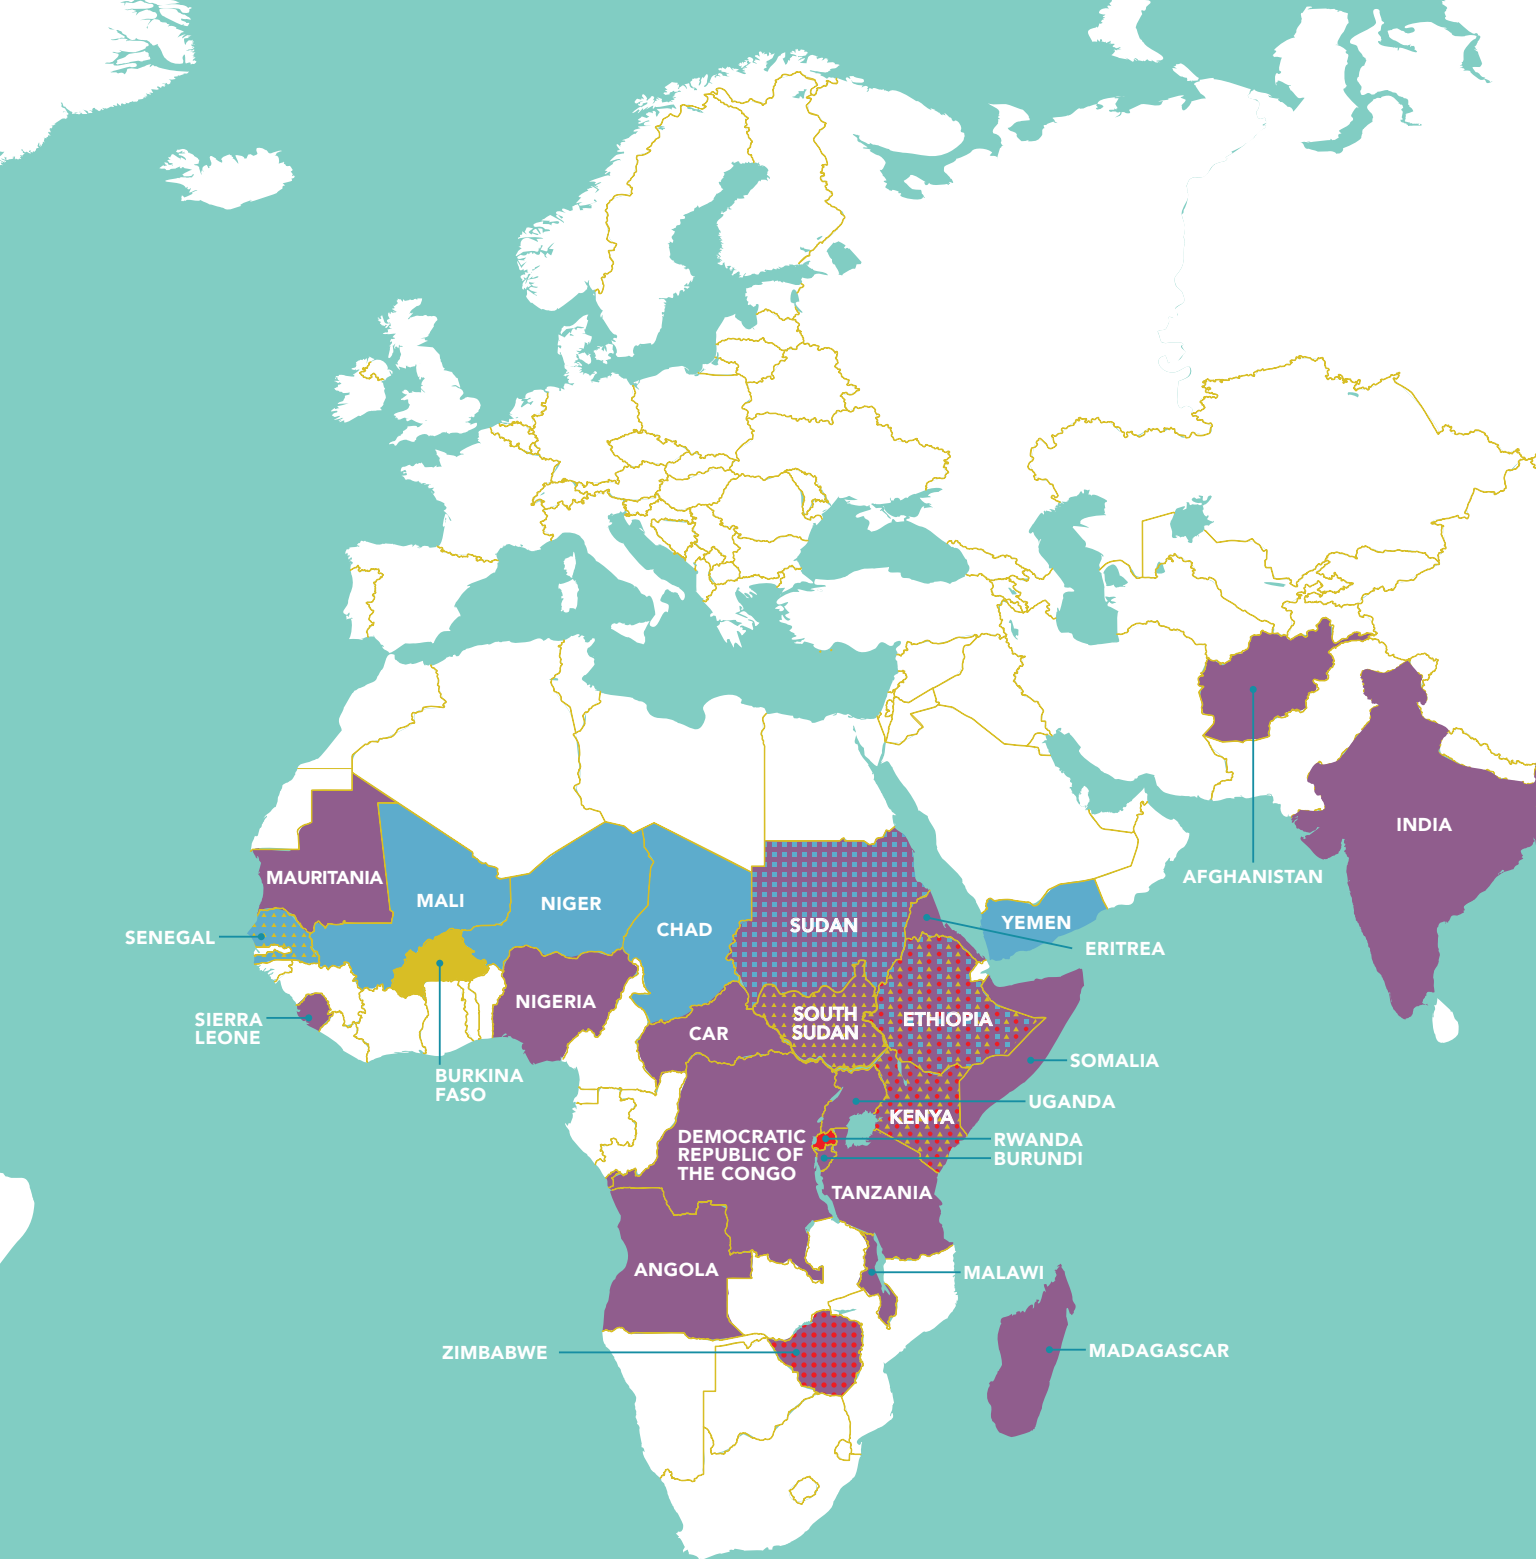 INDIA
MAURITANIA
AFGHANISTAN
MALI
NIGER
YEMEN
SUDAN
CHAD
SENEGAL
ERITREA
NIGERIA
SOUTH
SUDAN
ETHIOPIA
SIERRA
LEONE
CAR
SOMALIA
BURKINA
FASO
UGANDA
KENYA
DEMOCRATIC
REPUBLIC OF
THE CONGO
RWANDA
BURUNDI
TANZANIA
ANGOLA
MALAWI
ZIMBABWE
MADAGASCAR